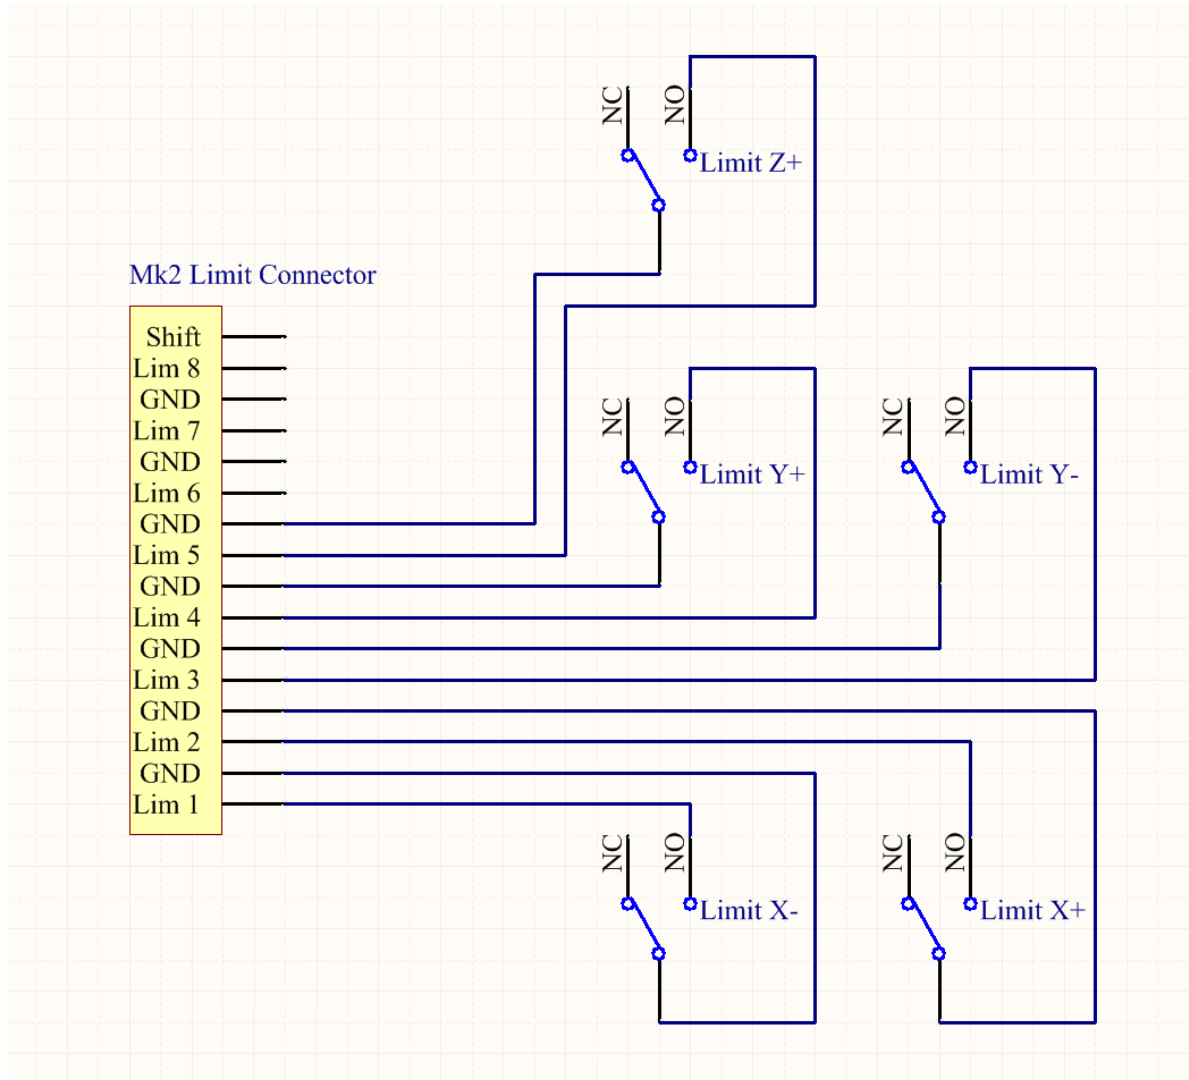 NC
NO
Limit Z+
Mk2 Limit Connector
Shift
Lim 8
GND
Lim 7
GND
Lim 6
GND
Lim 5
GND
Lim 4
GND
Lim 3
GND
Lim 2
GND
Lim 1
NC
NO
Limit Y+
NC
NO
Limit Y-
NC
NO
Limit X-
NC
NO
Limit X+